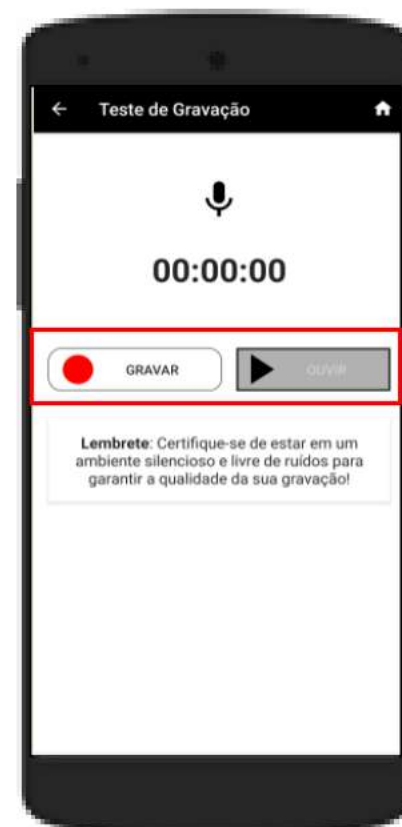 Teste de Gravação
00:00:00
GRAVAR OUVIR
Lembrete: Certifique-se de estar em um
ambiente silencioso e livre de ruídos para
garantir a qualidade da sua gravação!